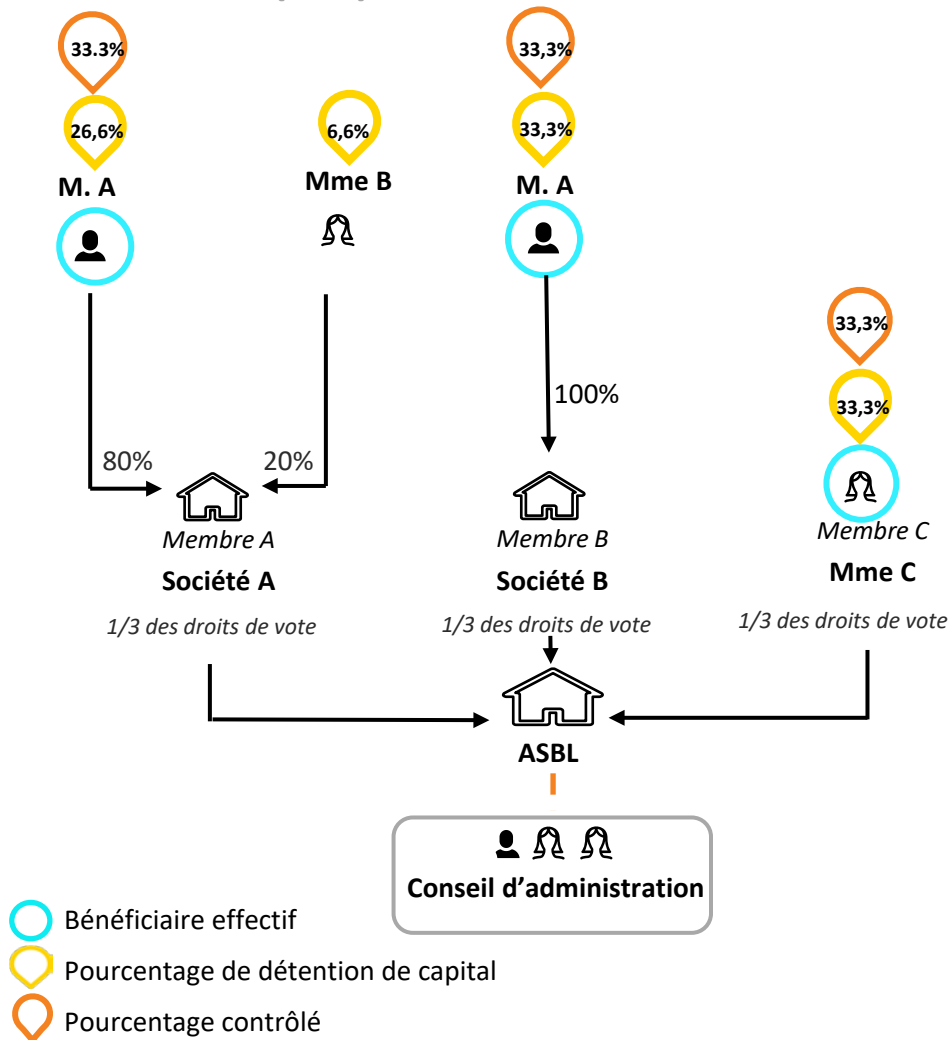 33.3%
33,3%
26,6%
6,6%
33,3%
M. A
Mme B
M. A
33,3%
100%
33,3%
80%
20%
Membre A
Membre B
Membre C
Société A
Société B
Mme C
1/3 des droits de vote
1/3 des droits de vote
1/3 des droits de vote
ASBL
Conseil d’administration
Bénéficiaire effectif
Pourcentage de détention de capital
Pourcentage contrôlé